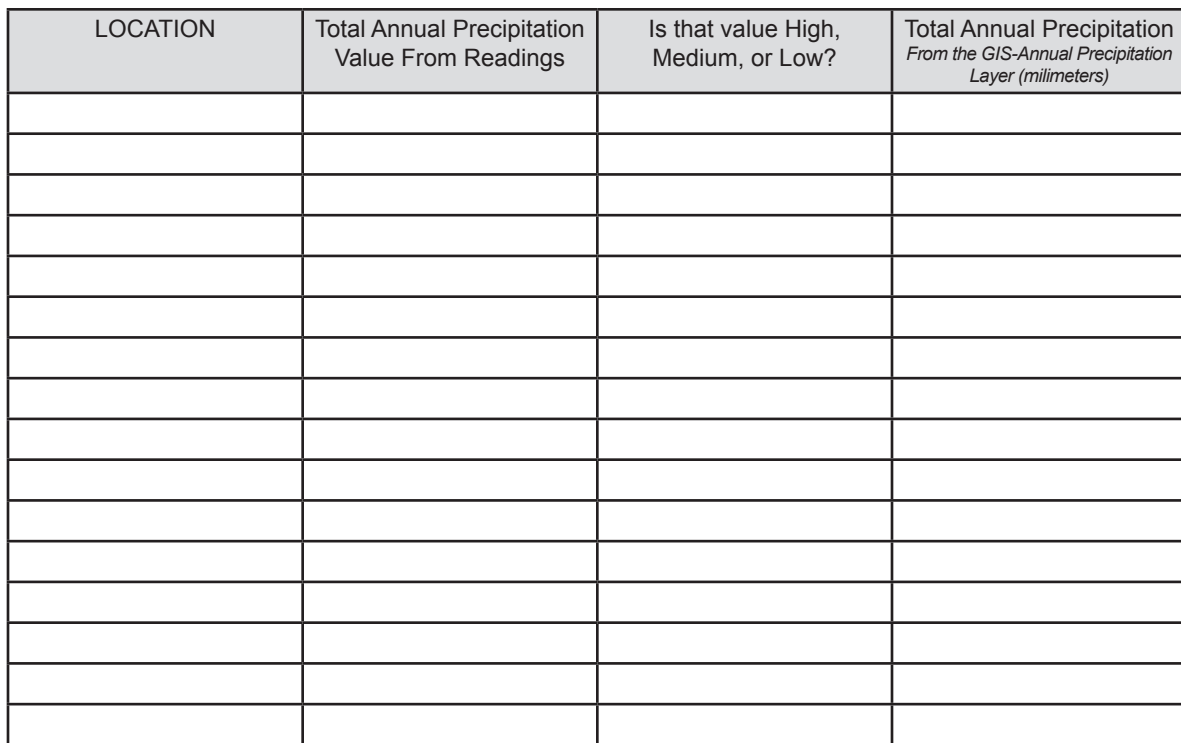 LOCATION
Total Annual Precipitation
Value From Readings
Is that value High,
Medium, or Low?
Total Annual Precipitation
From the GIS-Annual Precipitation
Layer (milimeters)